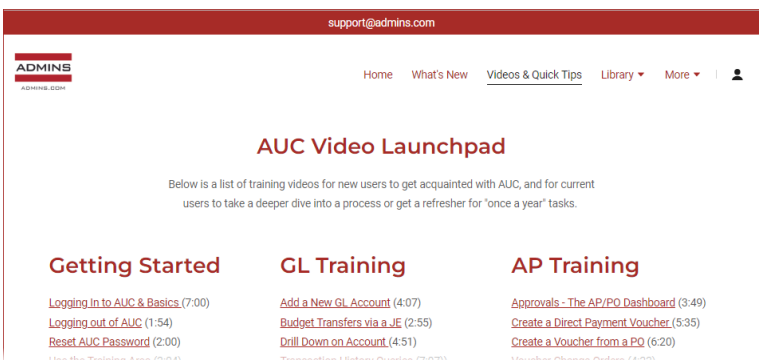 support@admins.com
ADMINS
ADMINS.COM
Home What's New Videos & Quick Tips Library More
AUC Video Launchpad
Below is a list of training videos for new users to get acquainted with AUC, and for current
users to take a deeper dive into a process or get a refresher for "once a year" tasks.
Getting Started
Logging In to AUC & Basics (7:00)
Logging out of AUC (1:54)
Reset AUC Password (2:00)
GL Training
Add a New GL Account (4:07)
Budget Transfers via a JE (2:55)
Drill Down on Account (4:51)
AP Training
Approvals - The AP/PO Dashboard (3:49)
Create a Direct Payment Voucher (5:35)
Create a Voucher from a PO (6:20)